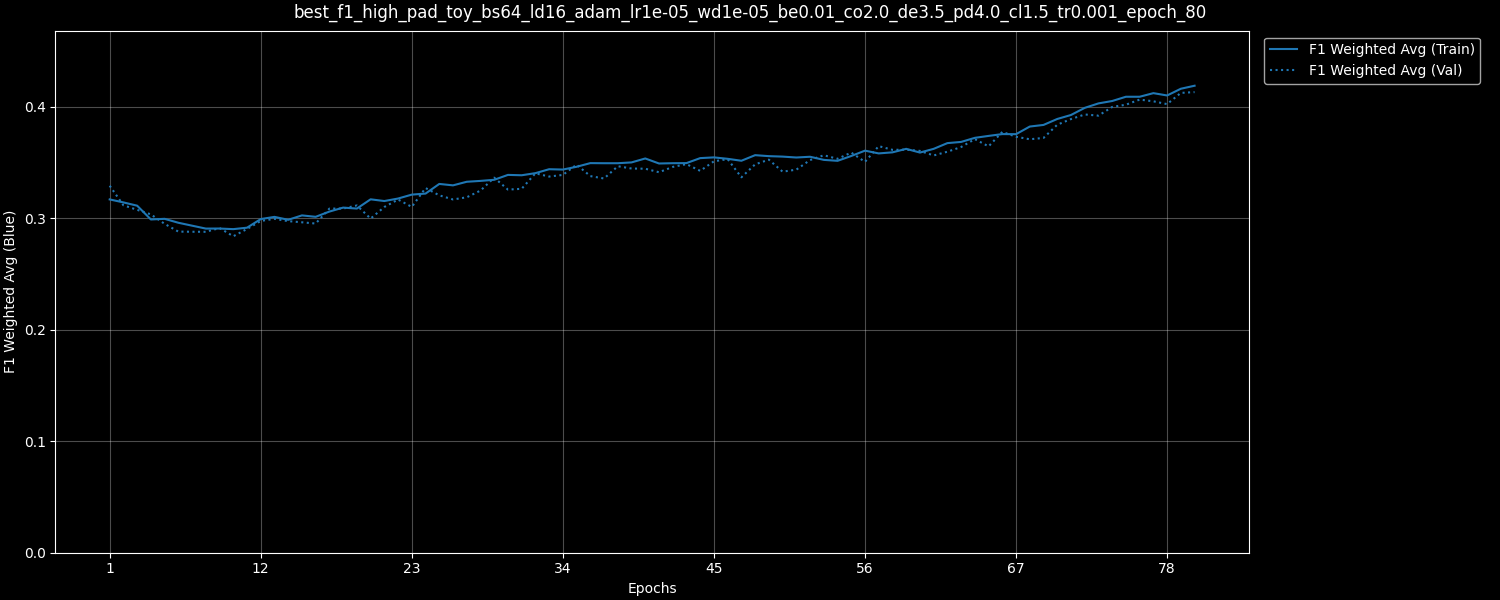 best_f1_high_pad_toy_bs64_ld16_adam_lr1e-05_wd1e-05_be0.01_co2.0_de3.5_pd4.0_cl1.5_tr0.001_epoch_80
F1 Weighted Avg (Train)
F1 Weighted Avg (Val)
F1 Weighted Avg (Blue)
0.4
0.3
0.2
0.1
0.0
1 12 23 34 45 56 67 78
Epochs